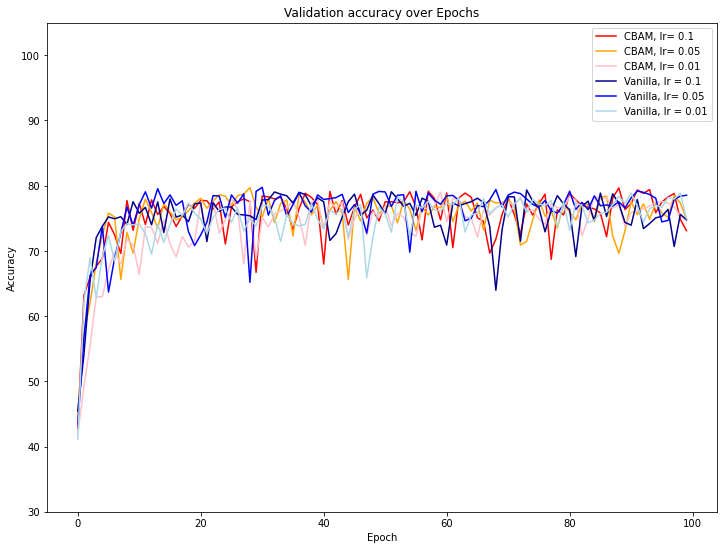 Validation accuracy over Epochs
CBAM, lr= 0.1
CBAM, lr= 0.05
CBAM, lr= 0.01
Vanilla, lr = 0.1
Vanilla, lr= 0.05
Vanilla, lr = 0.01
100
90
80
70
60
50
40
30
Accuracy
0
20
40
60
80
100
Epoch